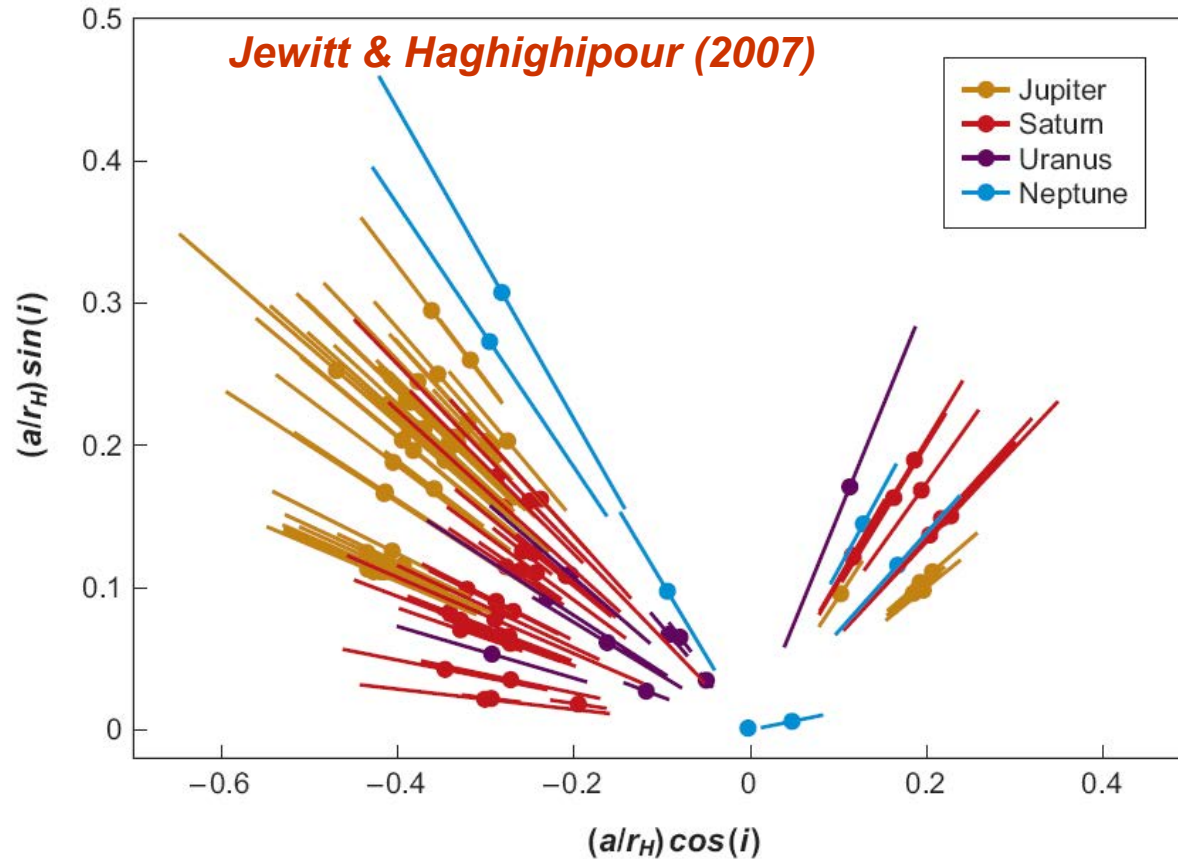 Jewitt & Haghighipour (2007)
Jupiter
Saturn
Uranus
Neptune
0.5
0.4
0.3
0.2
0.1
0
(a/rH) sin(i)
−0.6
−0.4
−0.2
0
0.2
0.4
(a/rH) cos(i)